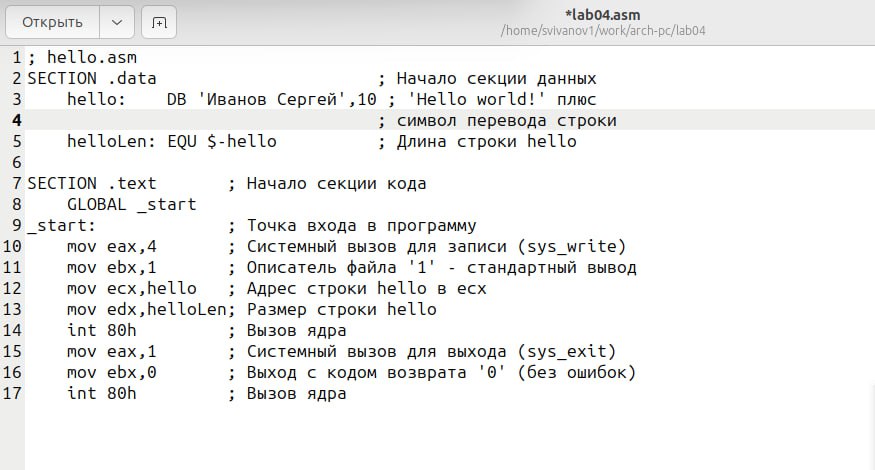 Открыть
*lab04.asm
/home/svivanov1/work/arch-pc/lab04
1 ; hello.asm
2 SECTION .data                      ; Начало секции данных
3     hello:    DB 'Иванов Сергей',10 ; 'Hello world!' плюс
4                                    ; символ перевода строки
5     helloLen: EQU $-hello          ; Длина строки hello
6
7 SECTION .text       ; Начало секции кода
8     GLOBAL _start
9 _start:             ; Точка входа в программу
10     mov eax,4       ; Системный вызов для записи (sys_write)
11     mov ebx,1       ; Описатель файла '1' - стандартный вывод
12     mov ecx,hello   ; Адрес строки hello в ecx
13     mov edx,helloLen; Размер строки hello
14     int 80h         ; Вызов ядра
15     mov eax,1       ; Системный вызов для выхода (sys_exit)
16     mov ebx,0       ; Выход с кодом возврата '0' (без ошибок)
17     int 80h         ; Вызов ядра